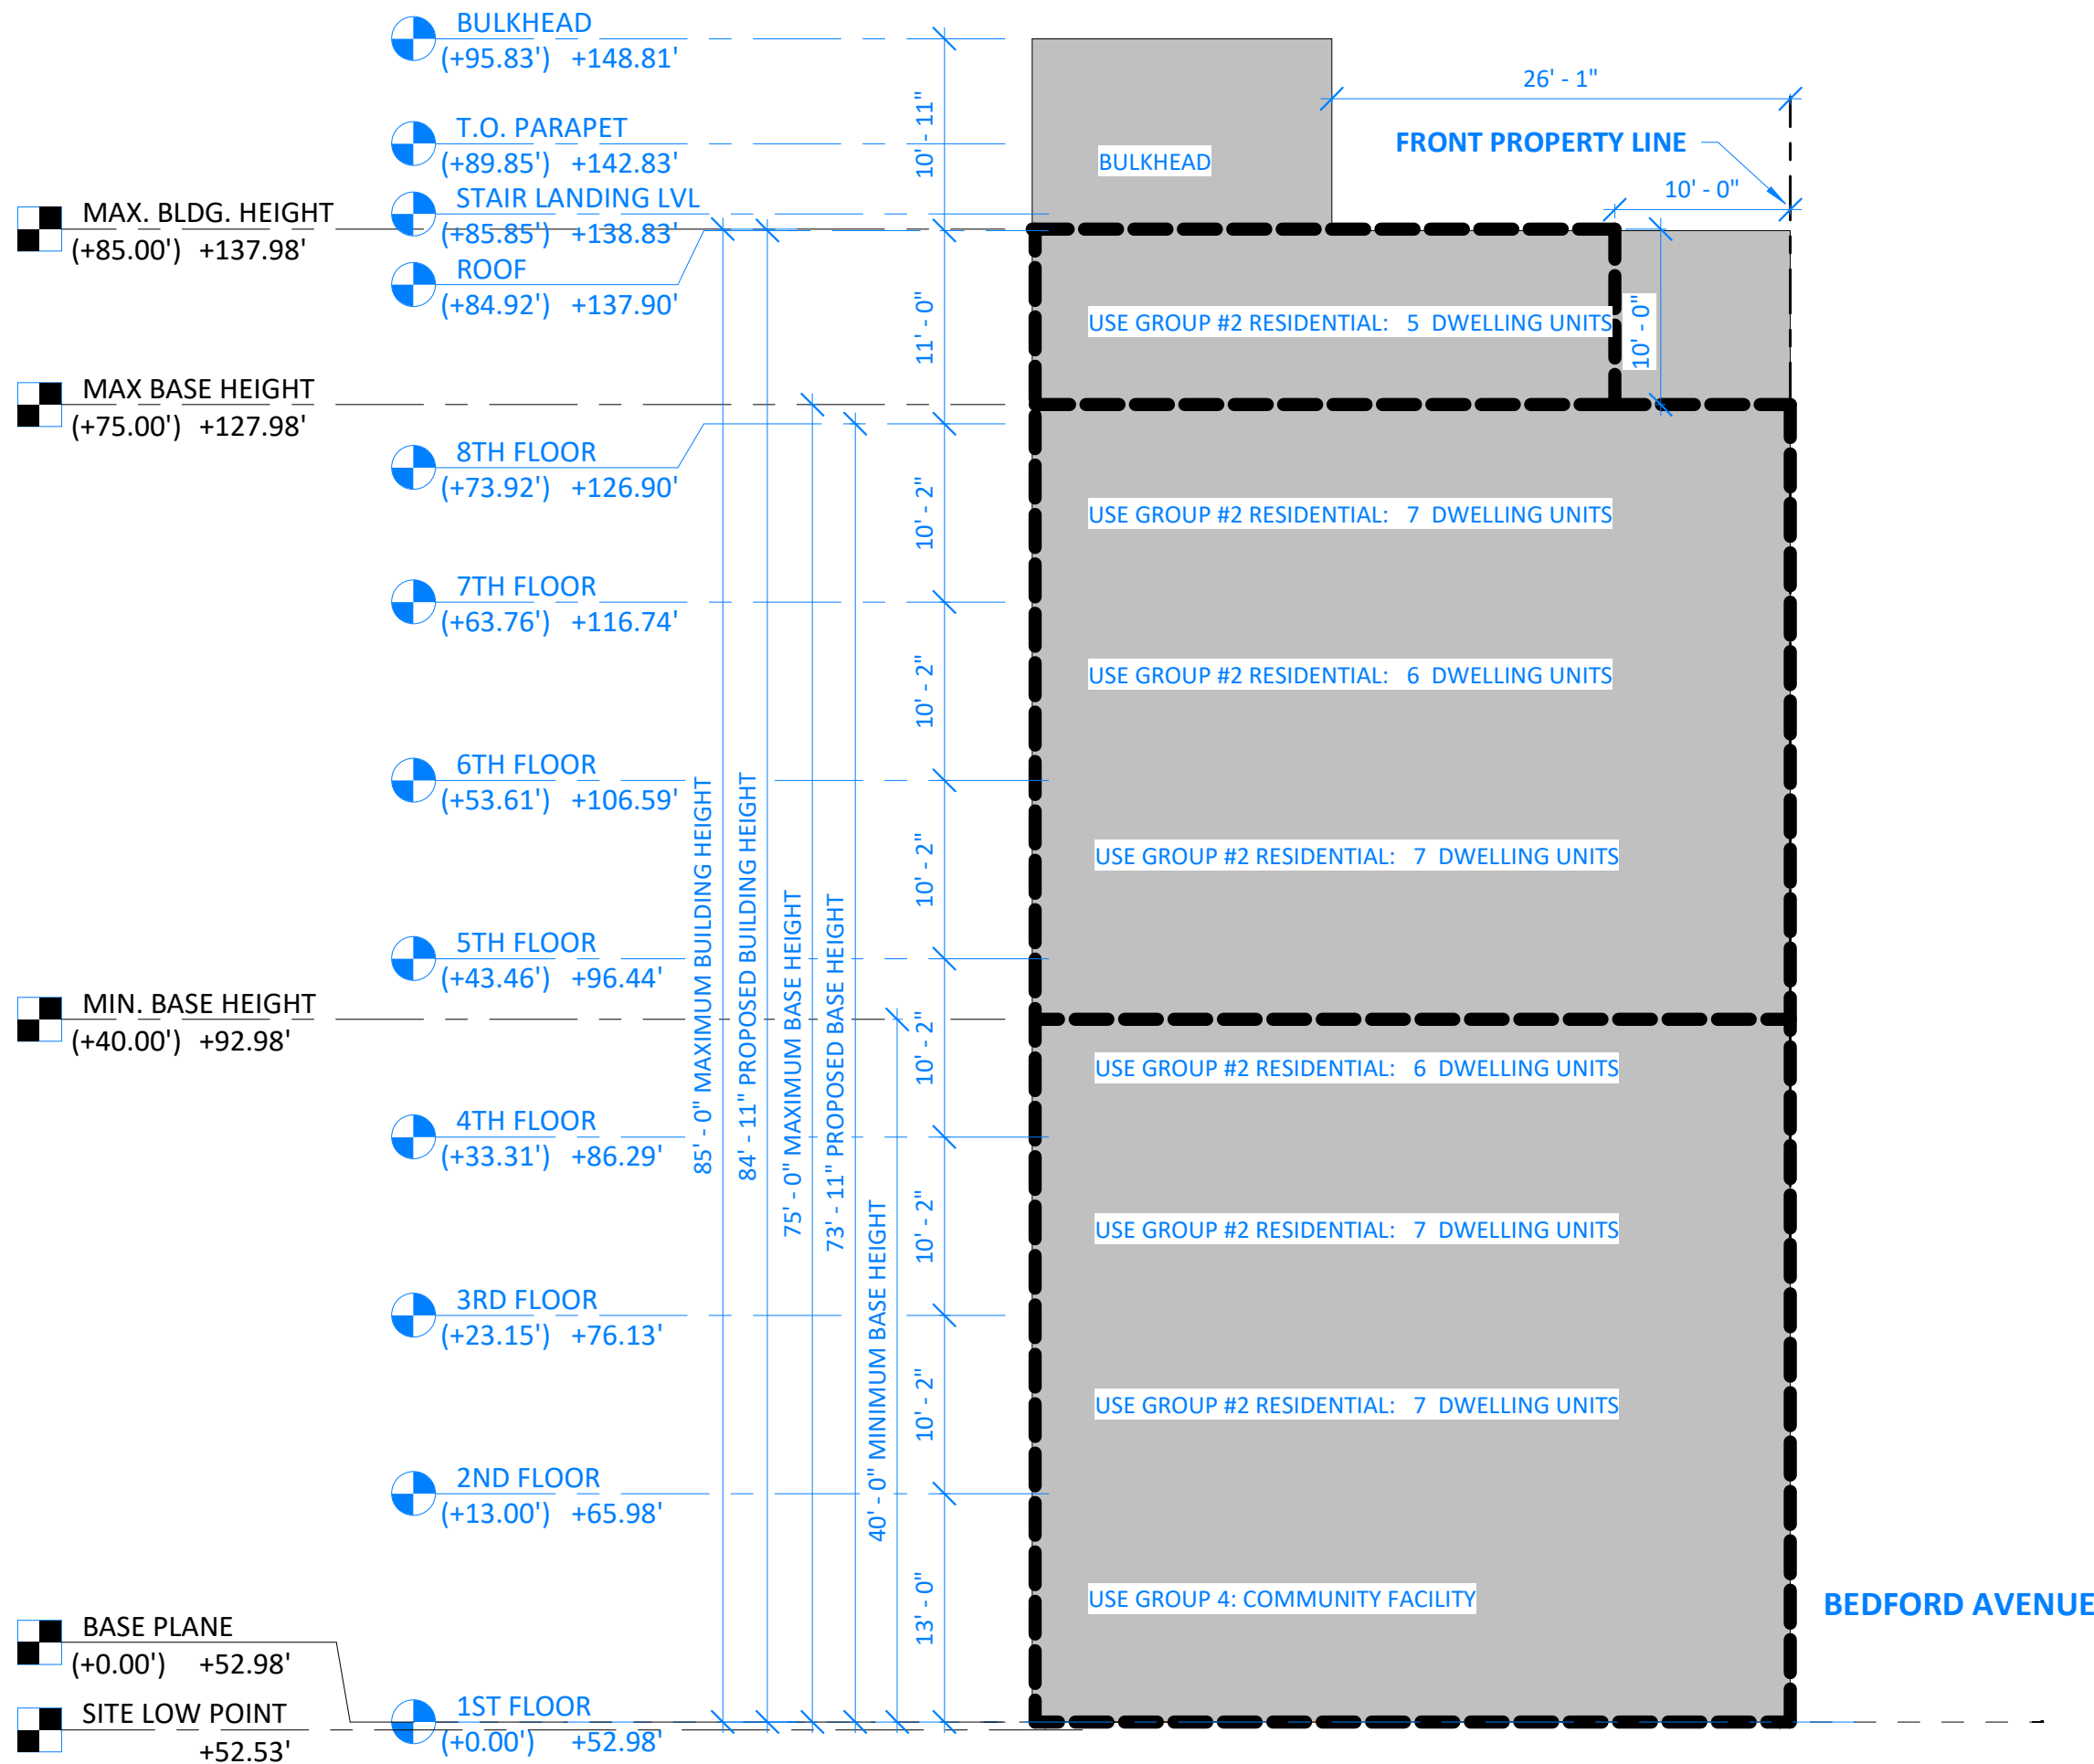 BULKHEAD
(+95.83') +148.81'
26' - 1"
10' - 11"
T.O. PARAPET
(+89.85') +142.83'
FRONT PROPERTY LINE
BULKHEAD
10' - 0"
STAIR LANDING LVL
(+85.85') +138.83'
MAX. BLDG. HEIGHT
(+85.00') +137.98'
ROOF
(+84.92') +137.90'
11' - 0"
USE GROUP #2 RESIDENTIAL: 5 DWELLING UNITS
10' - 0"
MAX BASE HEIGHT
(+75.00') +127.98'
8TH FLOOR
(+73.92') +126.90'
10' - 2"
USE GROUP #2 RESIDENTIAL: 7 DWELLING UNITS
7TH FLOOR
(+63.76') +116.74'
10' - 2"
USE GROUP #2 RESIDENTIAL: 6 DWELLING UNITS
6TH FLOOR
(+53.61') +106.59'
10' - 2"
USE GROUP #2 RESIDENTIAL: 7 DWELLING UNITS
85' - 0" MAXIMUM BUILDING HEIGHT
84' - 11" PROPOSED BUILDING HEIGHT
75' - 0" MAXIMUM BASE HEIGHT
73' - 11" PROPOSED BASE HEIGHT
40' - 0" MINIMUM BASE HEIGHT
5TH FLOOR
(+43.46') +96.44'
MIN. BASE HEIGHT
(+40.00') +92.98'
10' - 2"
USE GROUP #2 RESIDENTIAL: 6 DWELLING UNITS
4TH FLOOR
(+33.31') +86.29'
10' - 2"
USE GROUP #2 RESIDENTIAL: 7 DWELLING UNITS
3RD FLOOR
(+23.15') +76.13'
10' - 2"
USE GROUP #2 RESIDENTIAL: 7 DWELLING UNITS
2ND FLOOR
(+13.00') +65.98'
13' - 0"
USE GROUP 4: COMMUNITY FACILITY
BEDFORD AVENUE
BASE PLANE
(+0.00') +52.98'
1ST FLOOR
(+0.00') +52.98'
SITE LOW POINT
+52.53'